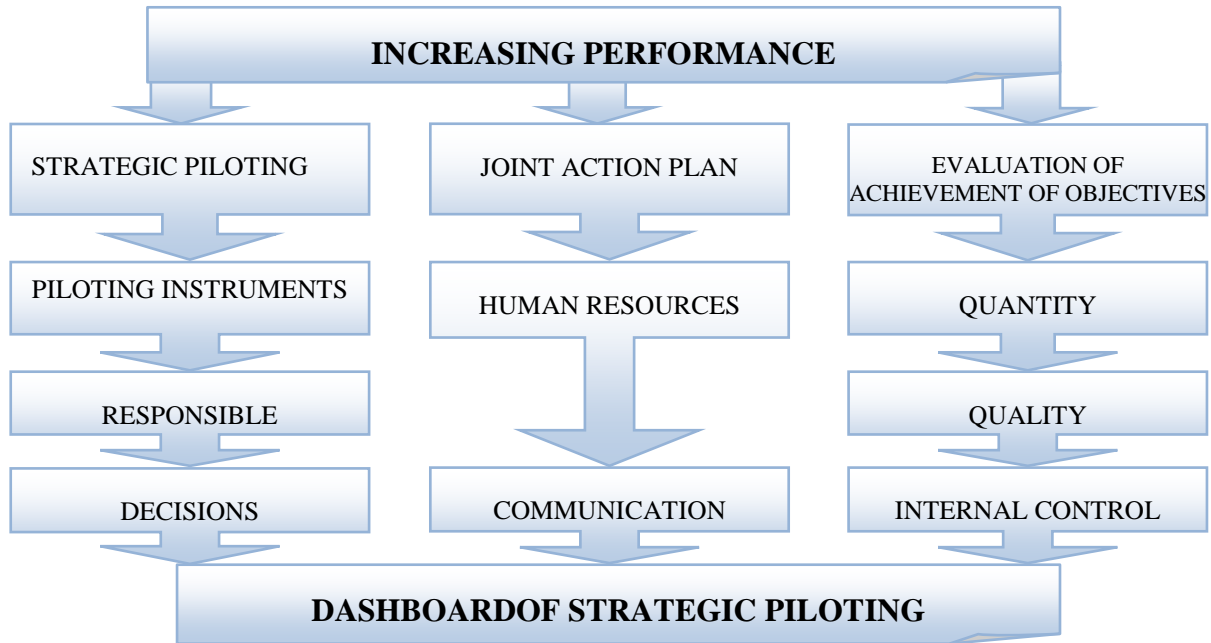 INCREASING PERFORMANCE
STRATEGIC PILOTING
JOINT ACTION PLAN
EVALUATION OF
ACHIEVEMENT OF OBJECTIVES
PILOTING INSTRUMENTS
HUMAN RESOURCES
QUANTITY
RESPONSIBLE
QUALITY
DECISIONS
COMMUNICATION
INTERNAL CONTROL
DASHBOARDOF STRATEGIC PILOTING